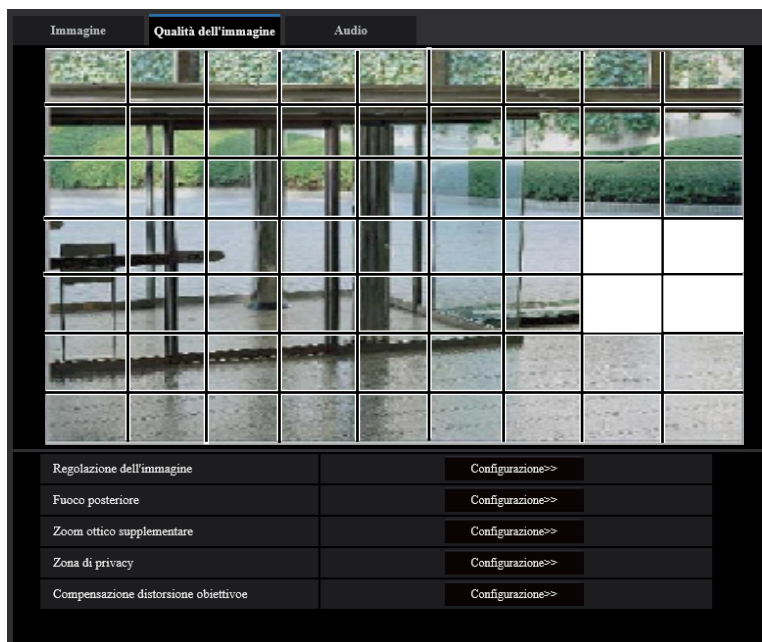 Immagine Qualità dell'immagine Audio
Regolazione dell'immagine Configurazione>>
Fuoco posteriore Configurazione>>
Zoom ottico supplementare Configurazione>>
Zona di privacy Configurazione>>
Compensazione distorsione obiettivoe Configurazione>>